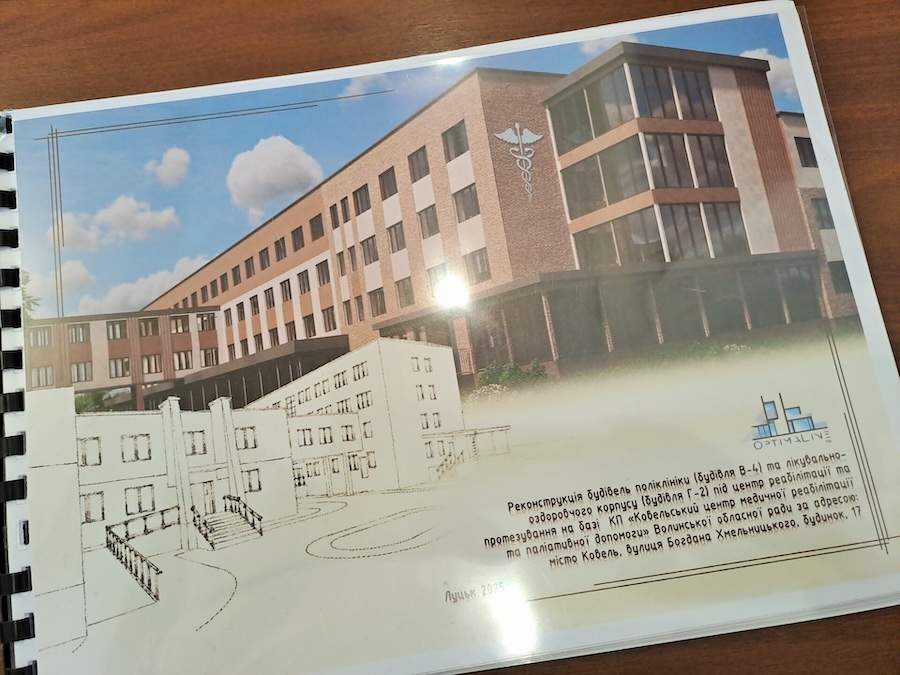 OPTIMALINE
Реконструкція будівель поліклініку (будівля В-4) та лікувально-
оздоровчого корпусу (будівля Г-2) під центр реабілітації та
протезування на базі КП «Ковельський центр медичної реабілітації
та паліативної допомоги» Волинської обласної ради за адресою:
місто Ковель, вулиця Богдана Хмельницького, будинок, 17
Луцьк 2025